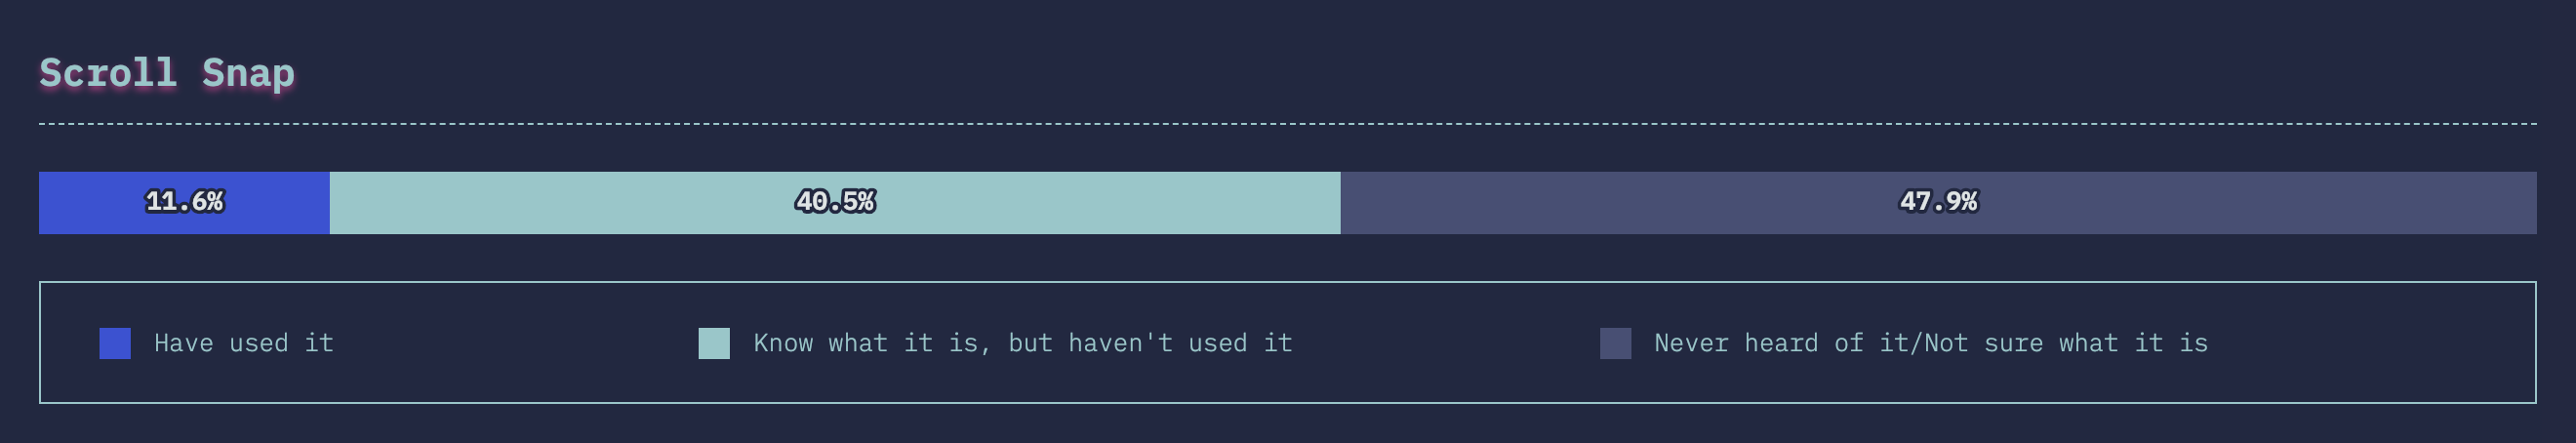 Scroll Snap
11.6% 40.5% 47.9%
Have used it Know what it is, but haven't used it Never heard of it/Not sure what it is